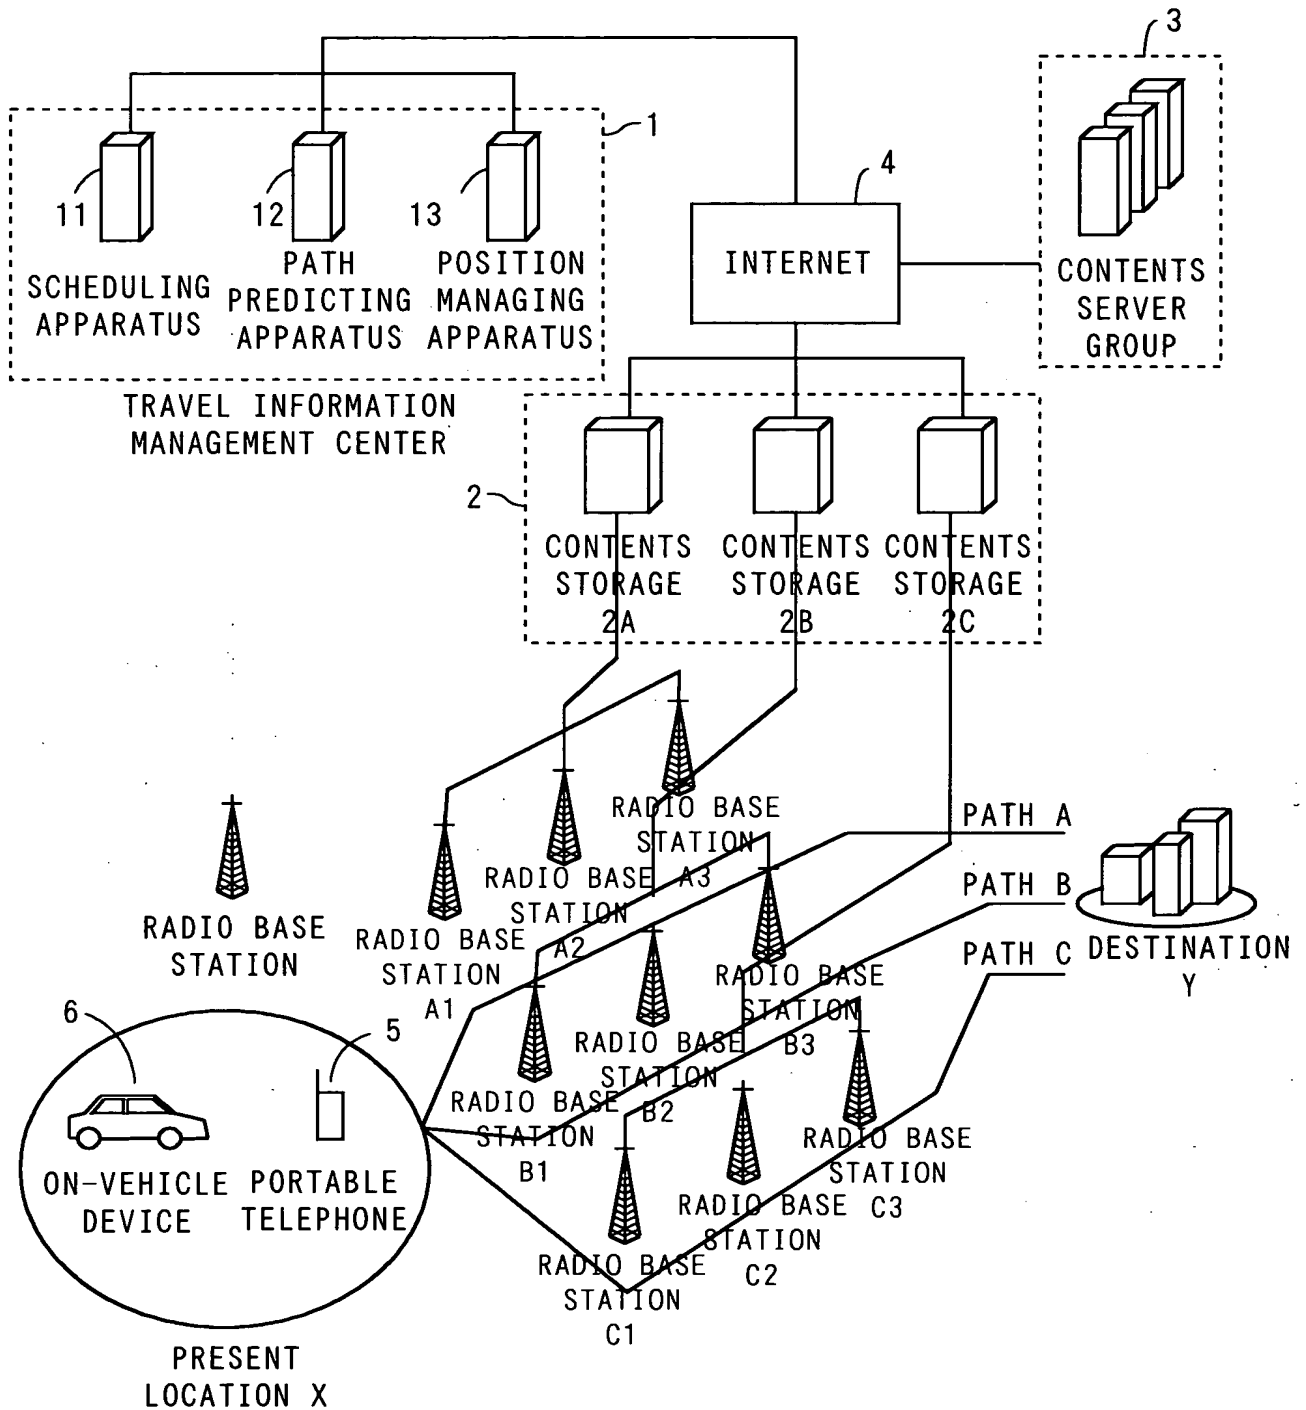 3
1
4
11
12
13
SCHEDULING
APPARATUS
PATH
PREDICTING
APPARATUS
POSITION
MANAGING
APPARATUS
INTERNET
CONTENTS
SERVER
GROUP
TRAVEL INFORMATION
MANAGEMENT CENTER
2
CONTENTS
STORAGE
2A
CONTENTS
STORAGE
2B
CONTENTS
STORAGE
2C
RADIO BASE
STATION
A3
RADIO BASE
STATION
A2
RADIO BASE
STATION
A1
RADIO BASE
STATION
PATH A
PATH B
PATH C
DESTINATION
Y
RADIO BASE
STATION
B3
RADIO BASE
STATION
B2
RADIO BASE
STATION
B1
6
5
ON-VEHICLE
DEVICE
PORTABLE
TELEPHONE
RADIO BASE
STATION
C3
RADIO BASE
STATION
C2
RADIO BASE
STATION
C1
PRESENT
LOCATION X